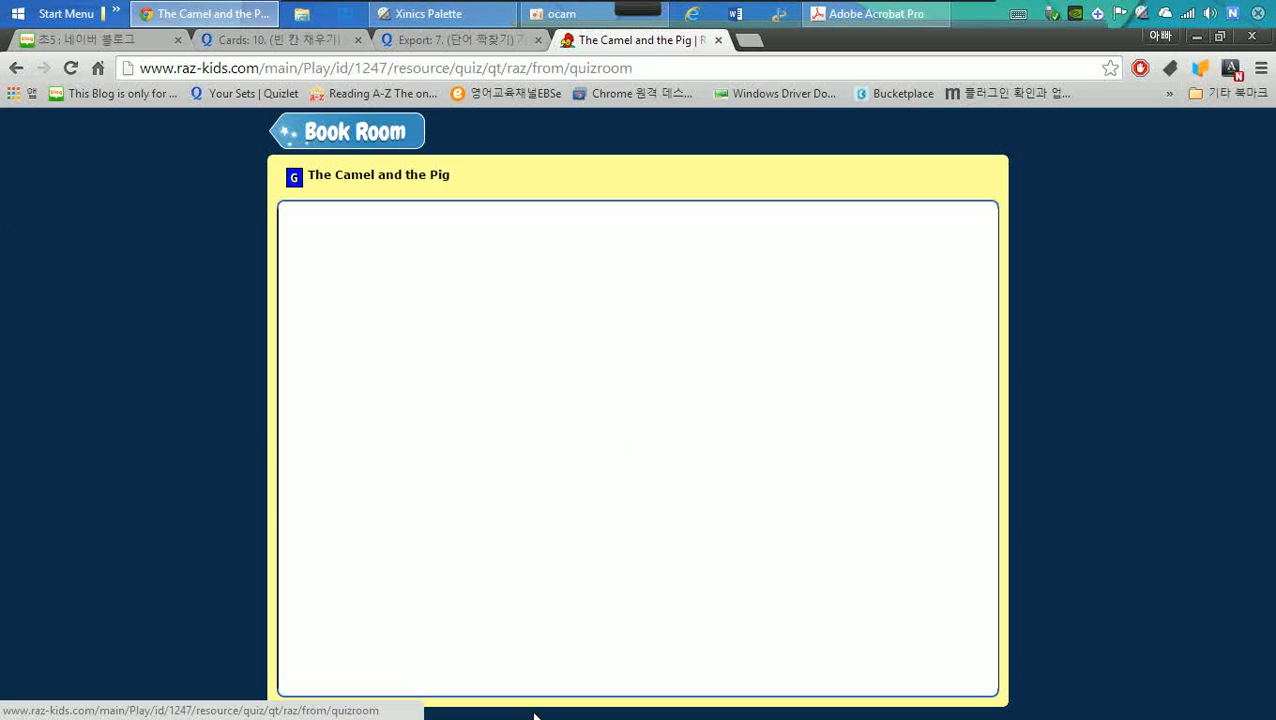 Start Menu » The Camel and the P... Xinics Palette ocam Adobe Acrobat Pro
초5 : 네이버 블로그 Cards: 10. (빈 칸 채우기) Export: 7. (단어 짝찾기) The Camel and the Pig | R 아빠
www.raz-kids.com/main/Play/id/1247/resource/quiz/qt/raz/from/quizroom
앱 This Blog is only for ... Your Sets | Quizlet Reading A-Z The on... 영어교육채널EBSe Chrome 원격 데스... Windows Driver Do... Bucketplace 플러그인 확인과 업... » 기타 북마크
Book Room
G The Camel and the Pig
www.raz-kids.com/main/Play/id/1247/resource/quiz/qt/raz/from/quizroom